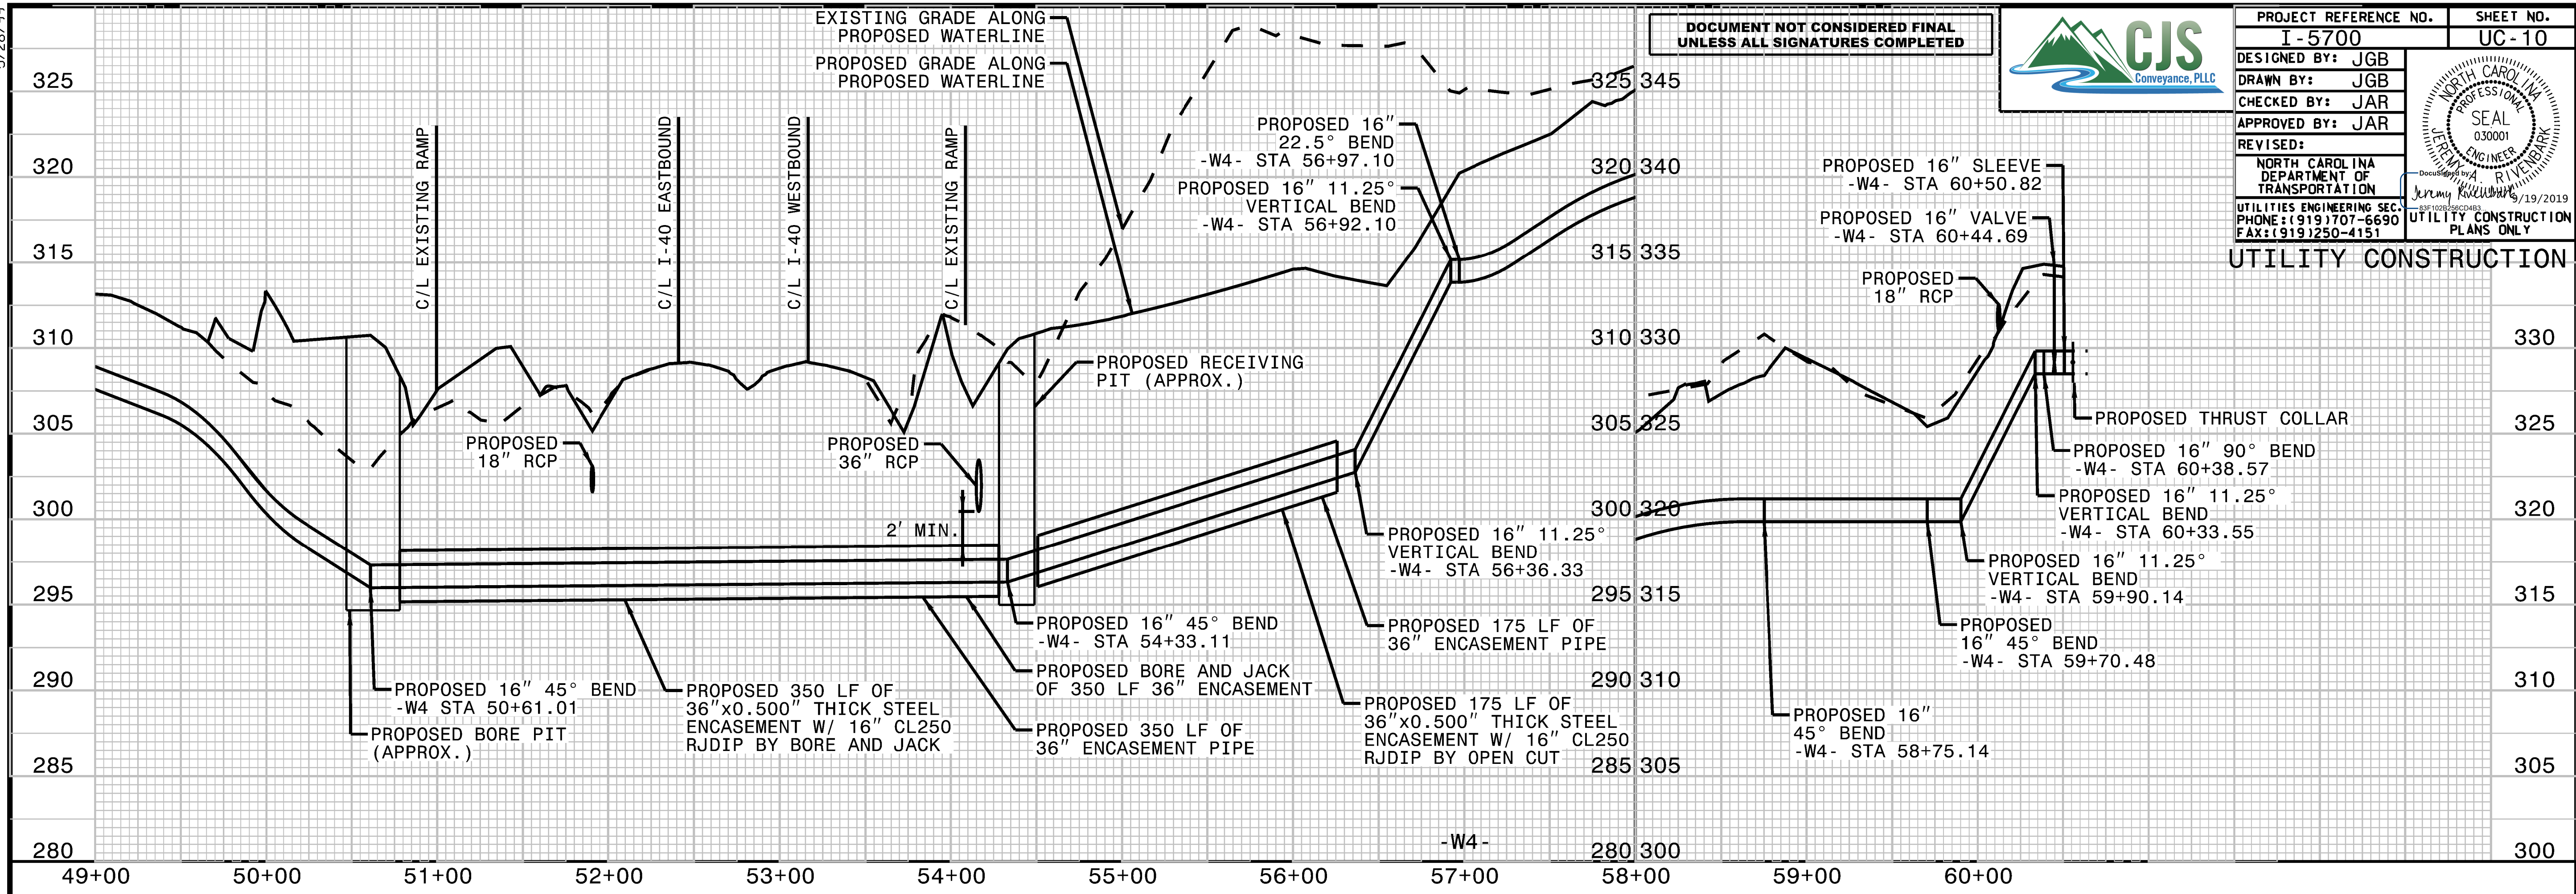 EXISTING GRADE ALONG
PROPOSED WATERLINE
PROPOSED GRADE ALONG
PROPOSED WATERLINE
DOCUMENT NOT CONSIDERED FINAL
UNLESS ALL SIGNATURES COMPLETED
CJS
Conveyance, PLLC
PROJECT REFERENCE NO.
SHEET NO.
I-5700
UC-10
DESIGNED BY: JGB
DRAWN BY: JGB
CHECKED BY: JAR
APPROVED BY: JAR
REVISED:
NORTH CAROLINA
DEPARTMENT OF
TRANSPORTATION
UTILITIES ENGINEERING SEC.
PHONE:(919)707-6690
FAX:(919)250-4151
NORTH CAROLINA
PROFESSIONAL
SEAL
030001
ENGINEER
JEREMY A. RIVENBARK
DocuSigned by:
Jeremy Rivenbark
9/19/2019
83F102B256CD4B3...
UTILITY CONSTRUCTION
PLANS ONLY
UTILITY CONSTRUCTION
325
320
315
310
305
300
295
290
285
280
C/L EXISTING RAMP
C/L I-40 EASTBOUND
C/L I-40 WESTBOUND
C/L EXISTING RAMP
PROPOSED 16"
22.5° BEND
-W4- STA 56+97.10
PROPOSED 16" 11.25°
VERTICAL BEND
-W4- STA 56+92.10
PROPOSED RECEIVING
PIT (APPROX.)
PROPOSED
18" RCP
PROPOSED
36" RCP
2' MIN.
PROPOSED 16" 45° BEND
-W4 STA 50+61.01
PROPOSED BORE PIT
(APPROX.)
PROPOSED 350 LF OF
36"x0.500" THICK STEEL
ENCASEMENT W/ 16" CL250
RJDIP BY BORE AND JACK
PROPOSED 16" 45° BEND
-W4- STA 54+33.11
PROPOSED BORE AND JACK
OF 350 LF 36" ENCASEMENT
PROPOSED 350 LF OF
36" ENCASEMENT PIPE
PROPOSED 16" 11.25°
VERTICAL BEND
-W4- STA 56+36.33
PROPOSED 175 LF OF
36" ENCASEMENT PIPE
PROPOSED 175 LF OF
36"x0.500" THICK STEEL
ENCASEMENT W/ 16" CL250
RJDIP BY OPEN CUT
325 345
320 340
315 335
310 330
305 325
300 320
295 315
290 310
285 305
280 300
-W4-
PROPOSED 16" SLEEVE
-W4- STA 60+50.82
PROPOSED 16" VALVE
-W4- STA 60+44.69
PROPOSED
18" RCP
PROPOSED THRUST COLLAR
PROPOSED 16" 90° BEND
-W4- STA 60+38.57
PROPOSED 16" 11.25°
VERTICAL BEND
-W4- STA 60+33.55
PROPOSED 16" 11.25°
VERTICAL BEND
-W4- STA 59+90.14
PROPOSED
16" 45° BEND
-W4- STA 59+70.48
PROPOSED 16"
45° BEND
-W4- STA 58+75.14
330
325
320
315
310
305
300
49+00 50+00 51+00 52+00 53+00 54+00 55+00 56+00 57+00 58+00 59+00 60+00